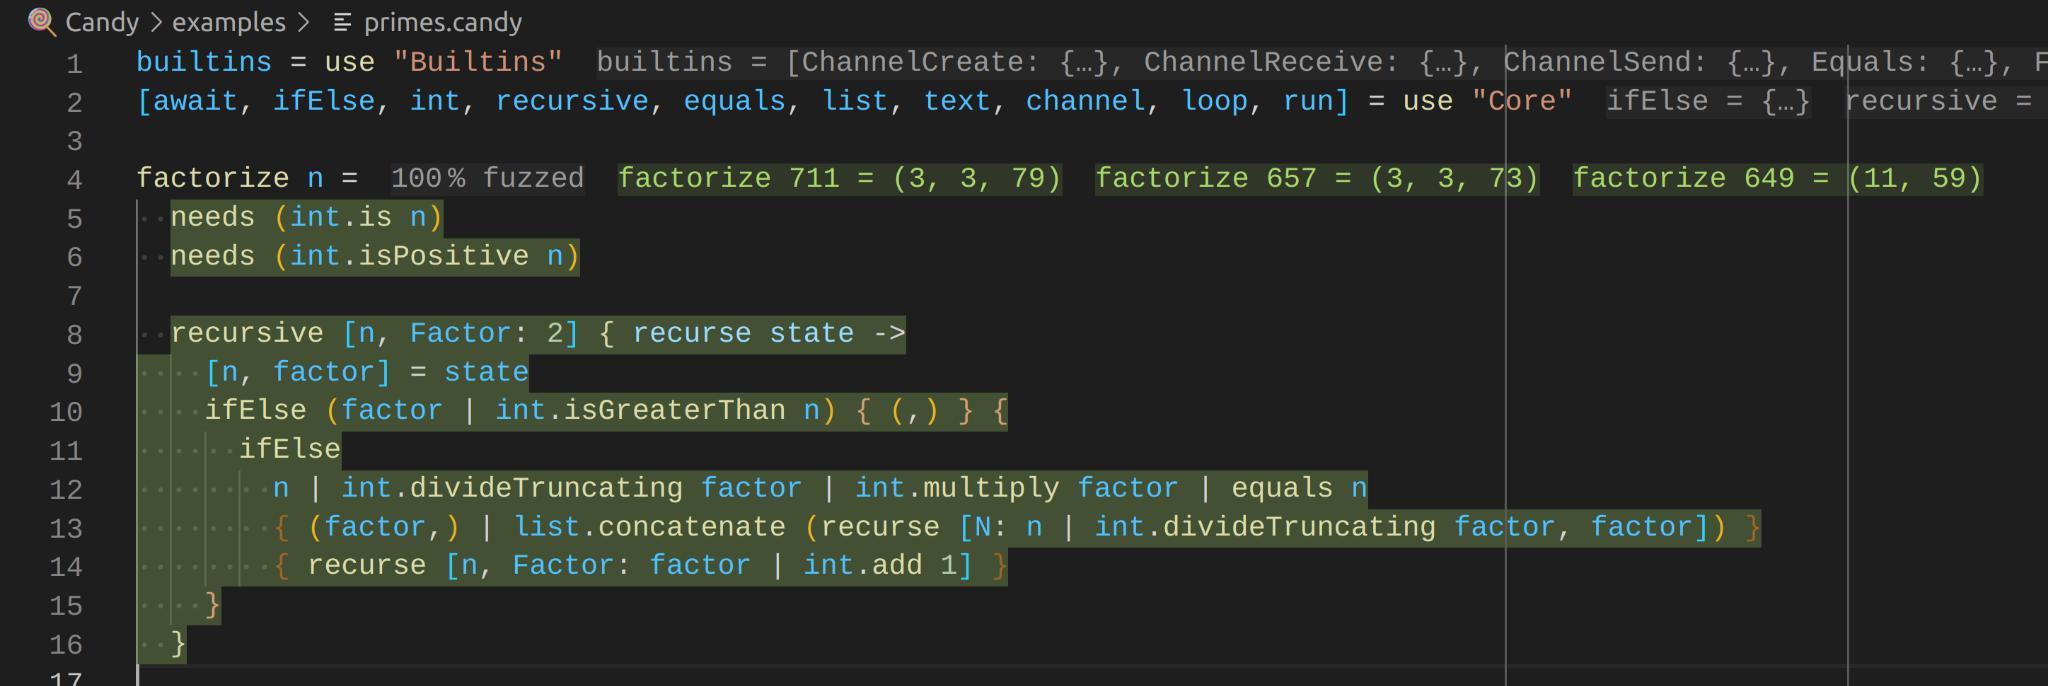 Candy > examples > primes.candy
1 builtins = use "Builtins" builtins = [ChannelCreate: {…}, ChannelReceive: {…}, ChannelSend: {…}, Equals: {…}, F
2 [await, ifElse, int, recursive, equals, list, text, channel, loop, run] = use "Core" ifElse = {…} recursive =
3
4 factorize n = 100% fuzzed factorize 711 = (3, 3, 79) factorize 657 = (3, 3, 73) factorize 649 = (11, 59)
5 needs (int.is n)
6 needs (int.isPositive n)
7
8 recursive [n, Factor: 2] { recurse state ->
9 [n, factor] = state
10 ifElse (factor | int.isGreaterThan n) { (,) } {
11 ifElse
12 n | int.divideTruncating factor | int.multiply factor | equals n
13 { (factor,) | list.concatenate (recurse [N: n | int.divideTruncating factor, factor]) }
14 { recurse [n, Factor: factor | int.add 1] }
15 }
16 }
17